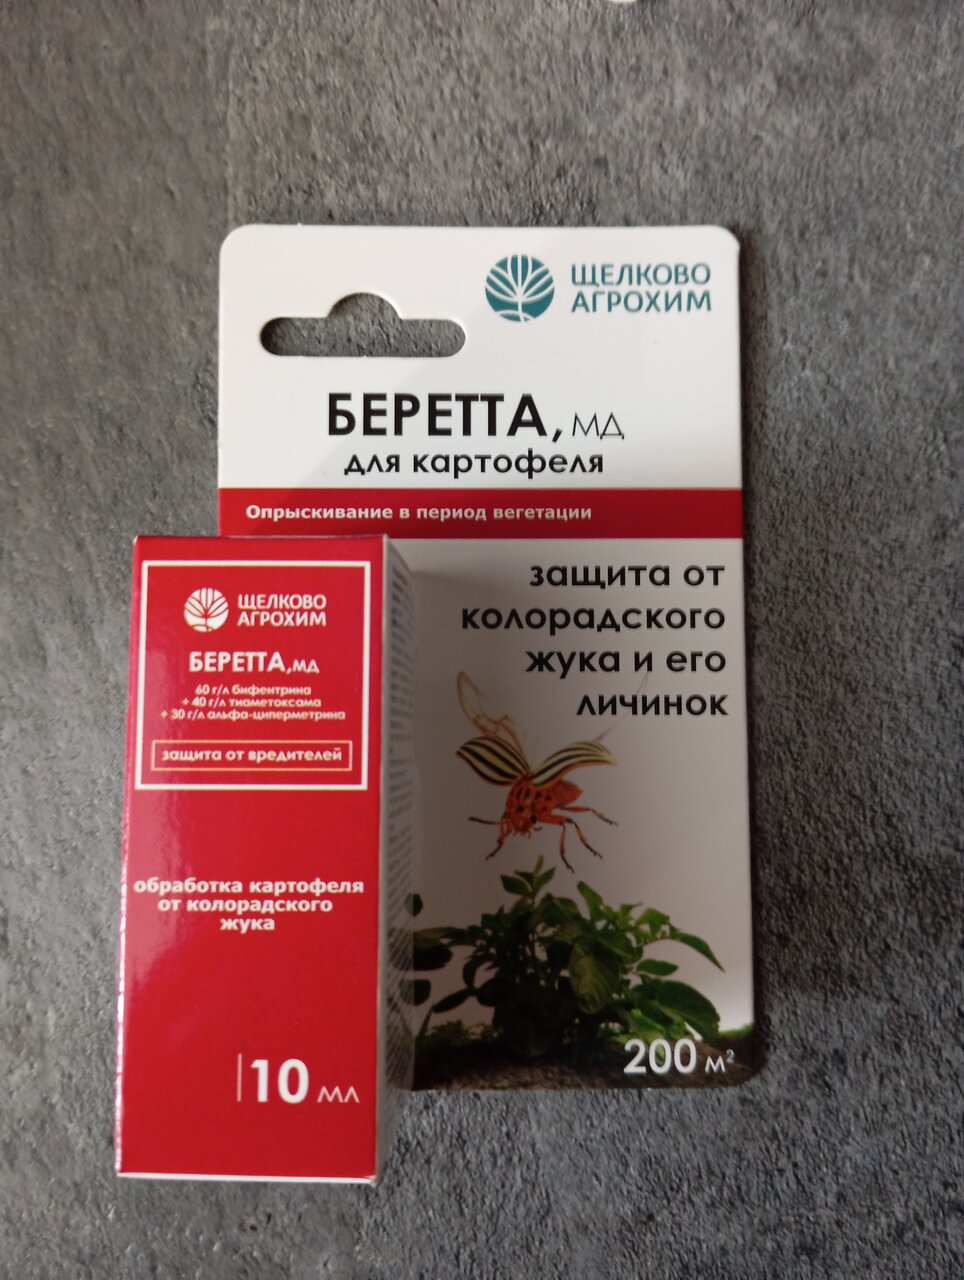 ЩЕЛКОВО
АГРОХИМ
БЕРЕТТА, МД
для картофеля
Опрыскивание в период вегетации
защита от
колорадского
жука и его
личинок
200 м²
ЩЕЛКОВО
АГРОХИМ
БЕРЕТТА, МД
60 г/л бифентрина
+ 40 г/л тиаметоксама
+ 30 г/л альфа-циперметрина
защита от вредителей
обработка картофеля
от колорадского
жука
10 мл